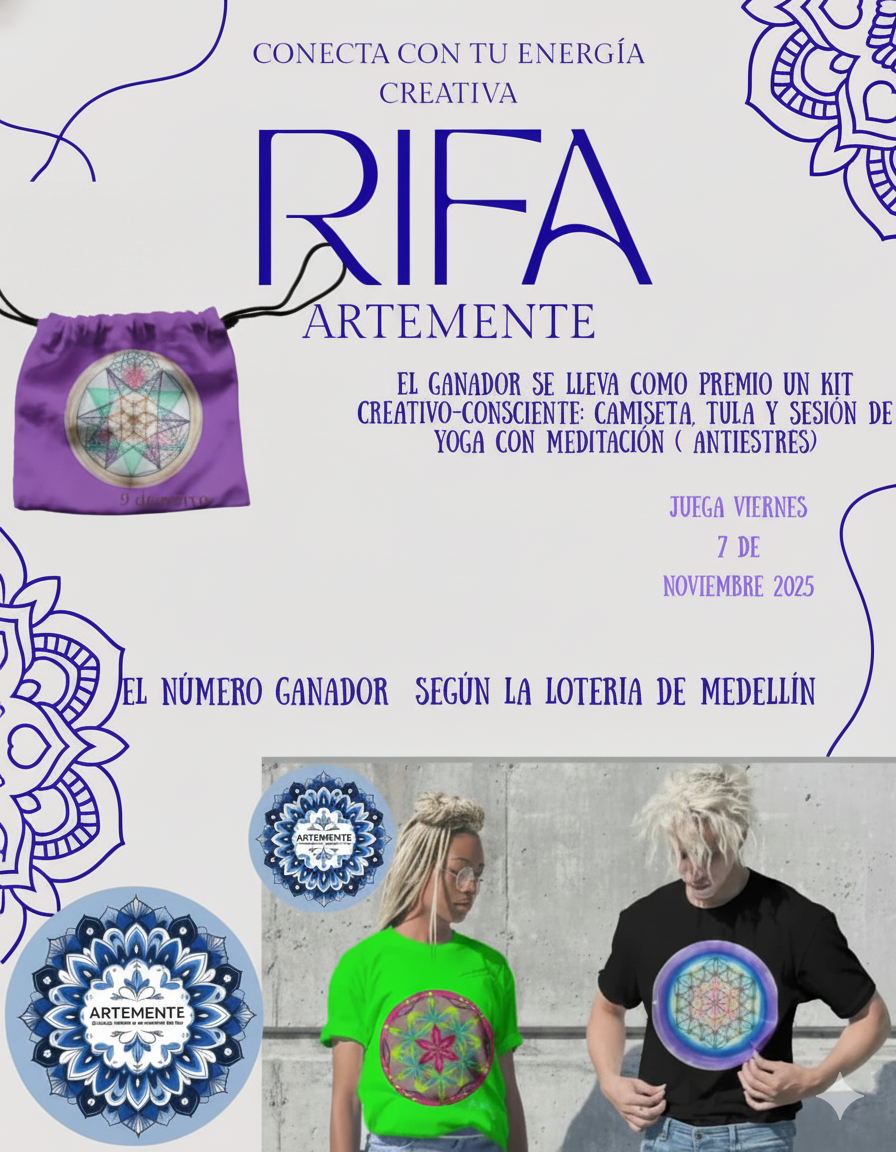 CONECTA CON TU ENERGÍA
CREATIVA
RIFA
ARTEMENTE
EL GANADOR SE LLEVA COMO PREMIO UN KIT
CREATIVO-CONSCIENTE: CAMISETA, TULA Y SESIÓN DE
YOGA CON MEDITACIÓN ( ANTIESTRES)
JUEGA VIERNES
7 DE
NOVIEMBRE 2025
EL NÚMERO GANADOR SEGÚN LA LOTERIA DE MEDELLÍN
ARTEMENTE
ARTEMENTE